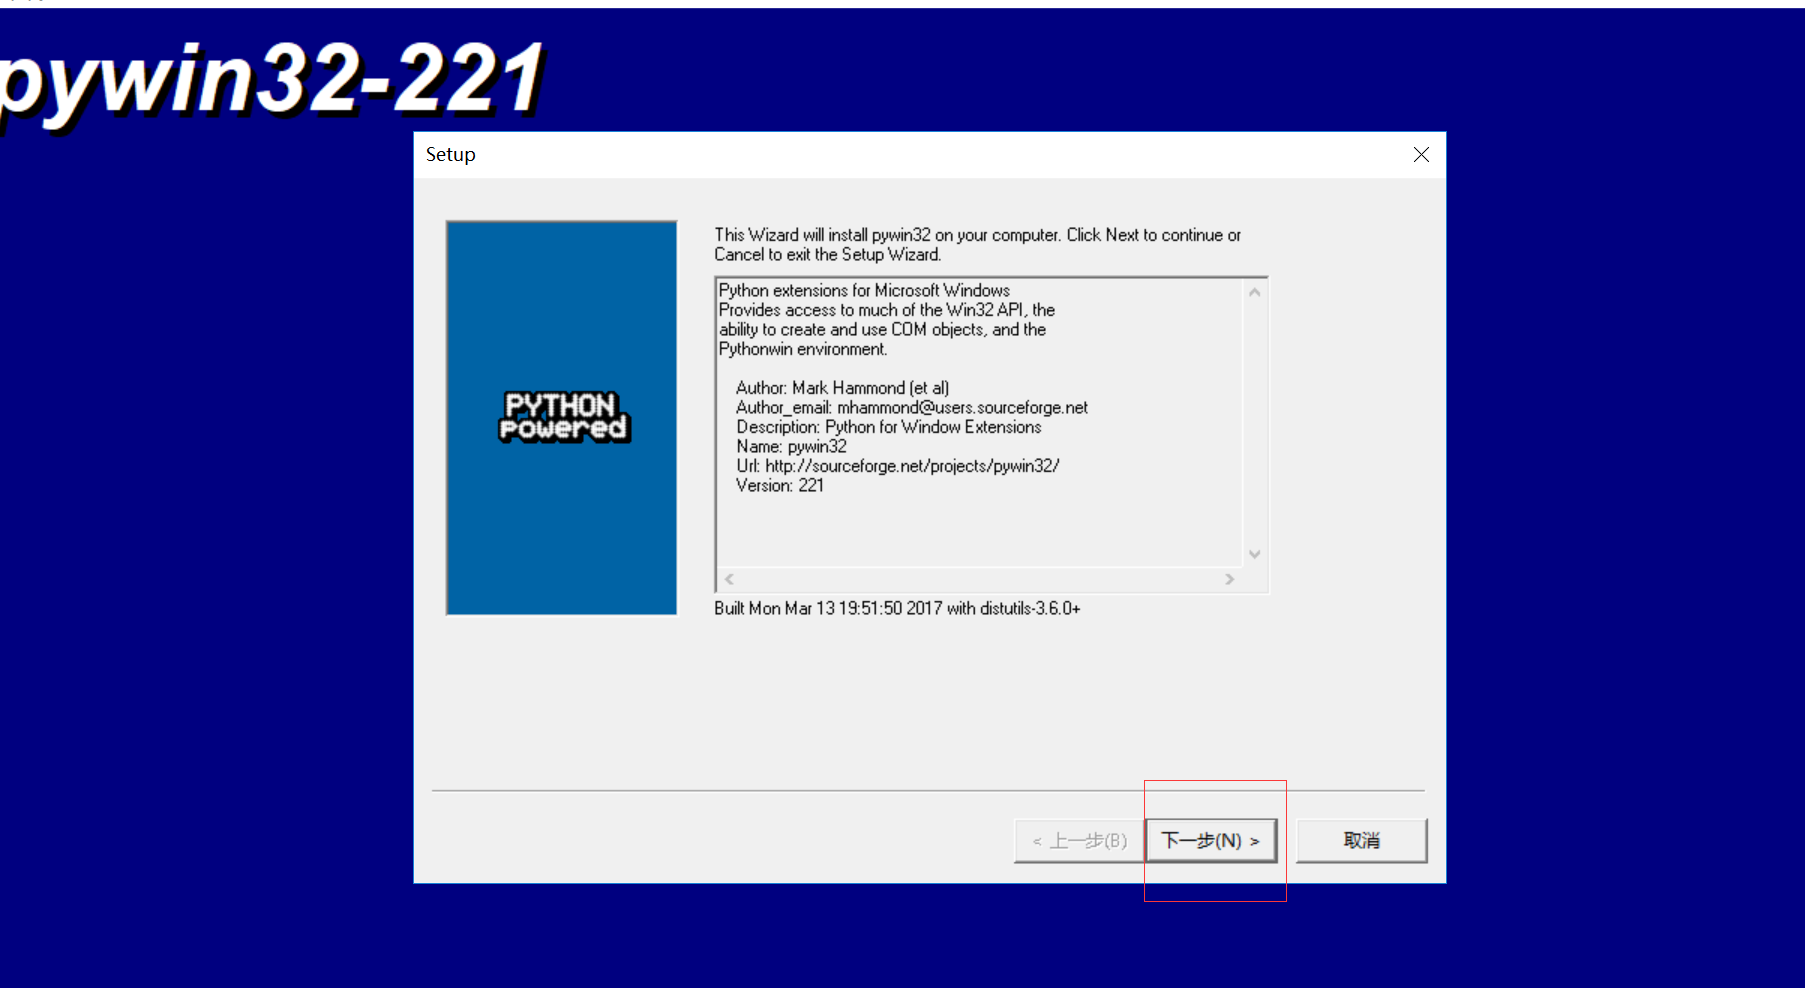 pywin32-221
Setup
This Wizard will install pywin32 on your computer. Click Next to continue or
Cancel to exit the Setup Wizard.
Python extensions for Microsoft Windows
Provides access to much of the Win32 API, the
ability to create and use COM objects, and the
Pythonwin environment.
Author: Mark Hammond (et al)
Author_email: mhammond@users.sourceforge.net
Description: Python for Window Extensions
Name: pywin32
Url: http://sourceforge.net/projects/pywin32/
Version: 221
PYTHON
powered
Built Mon Mar 13 19:51:50 2017 with distutils-3.6.0+
< 上一步(B)
下一步(N) >
取消